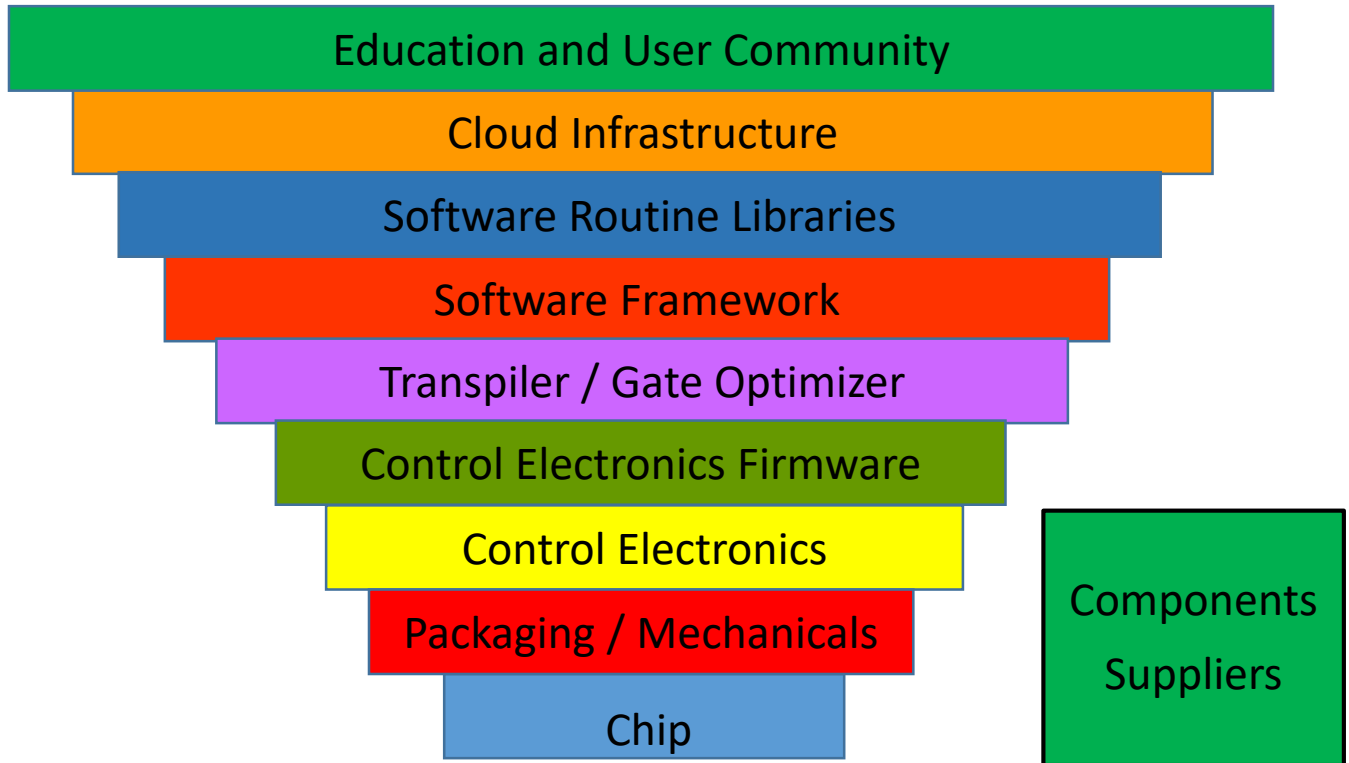 Education and User Community
Cloud Infrastructure
Software Routine Libraries
Software Framework
Transpiler / Gate Optimizer
Control Electronics Firmware
Control Electronics
Packaging / Mechanicals
Chip
Components
Suppliers